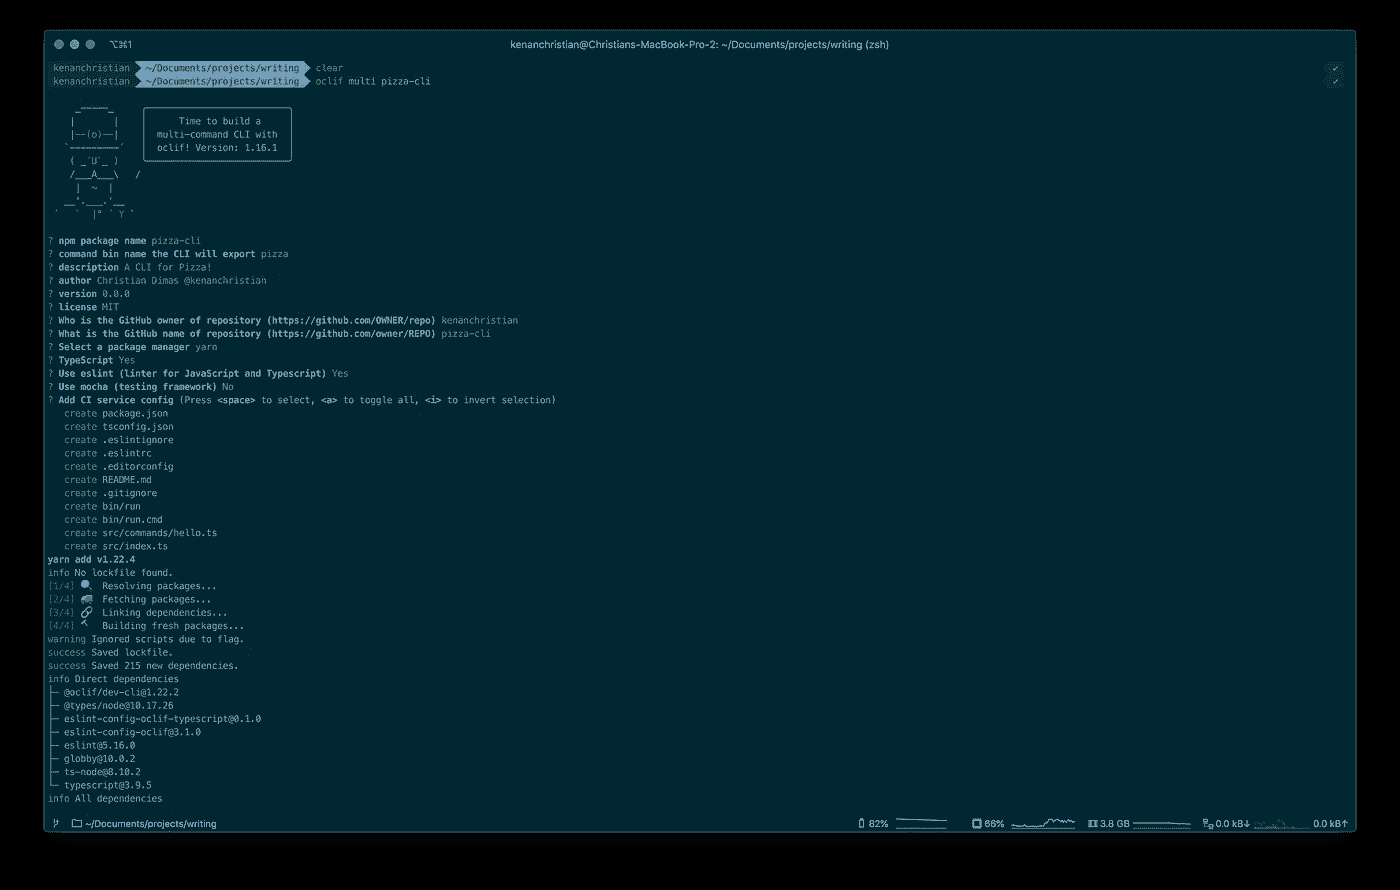 ⌥⌘1 kenanchristian@Christians-MacBook-Pro-2: ~/Documents/projects/writing (zsh)
kenanchristian ~/Documents/projects/writing clear ✓
kenanchristian ~/Documents/projects/writing oclif multi pizza-cli ✓
Time to build a
multi-command CLI with
oclif! Version: 1.16.1
? npm package name pizza-cli
? command bin name the CLI will export pizza
? description A CLI for Pizza!
? author Christian Dimas @kenanchristian
? version 0.0.0
? license MIT
? Who is the GitHub owner of repository (https://github.com/OWNER/repo) kenanchristian
? What is the GitHub name of repository (https://github.com/owner/REPO) pizza-cli
? Select a package manager yarn
? TypeScript Yes
? Use eslint (linter for JavaScript and Typescript) Yes
? Use mocha (testing framework) No
? Add CI service config (Press <space> to select, <a> to toggle all, <i> to invert selection)
create package.json
create tsconfig.json
create .eslintignore
create .eslintrc
create .editorconfig
create README.md
create .gitignore
create bin/run
create bin/run.cmd
create src/commands/hello.ts
create src/index.ts
yarn add v1.22.4
info No lockfile found.
[1/4] 🔍 Resolving packages...
[2/4] 🚚 Fetching packages...
[3/4] 🔗 Linking dependencies...
[4/4] 🔨 Building fresh packages...
warning Ignored scripts due to flag.
success Saved lockfile.
success Saved 215 new dependencies.
info Direct dependencies
├─ @oclif/dev-cli@1.22.2
├─ @types/node@10.17.26
├─ eslint-config-oclif-typescript@0.1.0
├─ eslint-config-oclif@3.1.0
├─ eslint@5.16.0
├─ globby@10.0.2
├─ ts-node@8.10.2
└─ typescript@3.9.5
info All dependencies
~/Documents/projects/writing 82% 66% 3.8 GB 0.0 kB↓ 0.0 kB↑